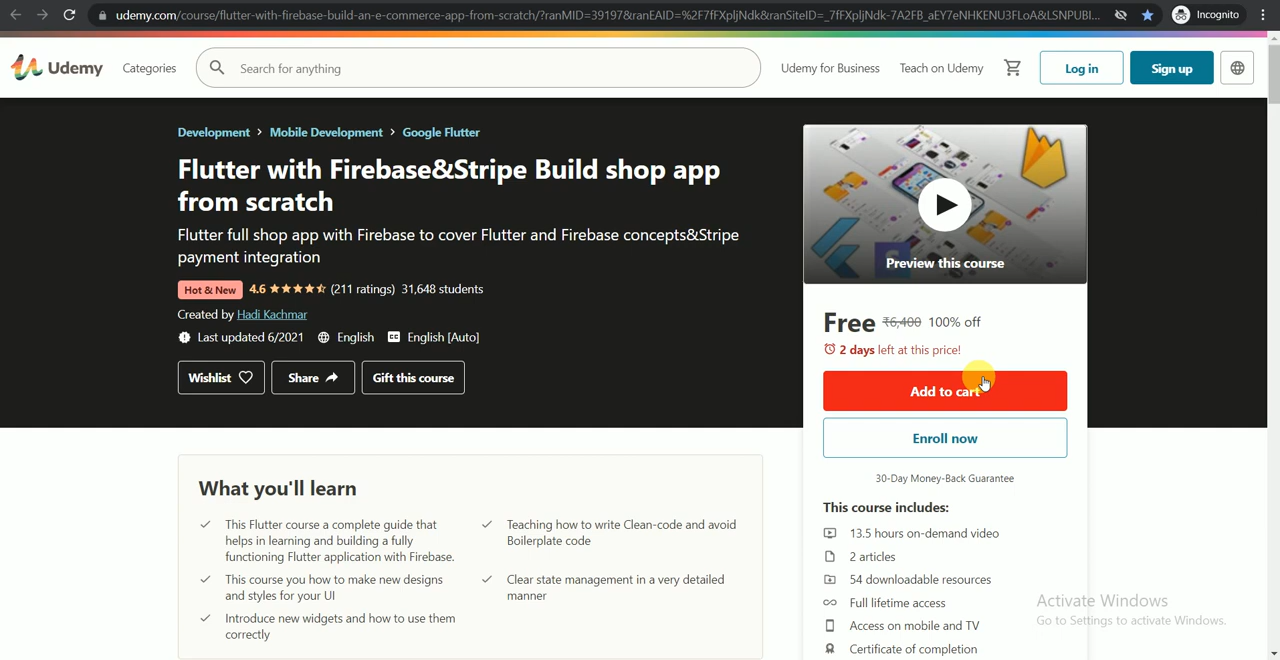 udemy.com/course/flutter-with-firebase-build-an-e-commerce-app-from-scratch/?ranMID=39197&ranEAID=%2F7fFXpljNdk&ranSiteID=_7fFXpljNdk-7A2FB_aEY7eNHKENU3FLoA&LSNPUBI...
Incognito
Udemy
Categories
Search for anything
Udemy for Business
Teach on Udemy
Log in
Sign up
Development > Mobile Development > Google Flutter
Flutter with Firebase&Stripe Build shop app
from scratch
Flutter full shop app with Firebase to cover Flutter and Firebase concepts&Stripe
payment integration
Hot & New 4.6 (211 ratings) 31,648 students
Created by Hadi Kachmar
Last updated 6/2021 English English [Auto]
Wishlist
Share
Gift this course
What you'll learn
This Flutter course a complete guide that
helps in learning and building a fully
functioning Flutter application with Firebase.
This course you how to make new designs
and styles for your UI
Introduce new widgets and how to use them
correctly
Teaching how to write Clean-code and avoid
Boilerplate code
Clear state management in a very detailed
manner
Preview this course
Free ₹6,400 100% off
2 days left at this price!
Add to cart
Enroll now
30-Day Money-Back Guarantee
This course includes:
13.5 hours on-demand video
2 articles
54 downloadable resources
Full lifetime access
Access on mobile and TV
Certificate of completion
Activate Windows
Go to Settings to activate Windows.